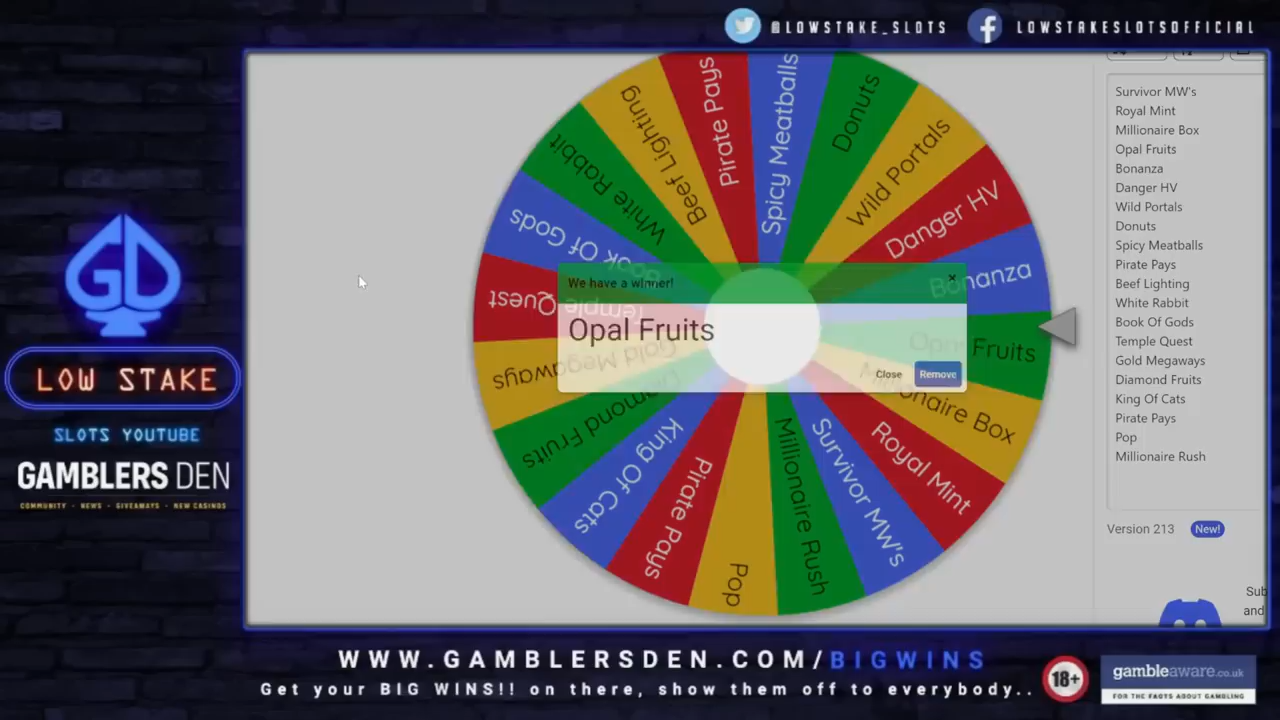 @LOWSTAKE_SLOTS
LOWSTAKESLOTSOFFICIAL
Survivor MW's
Royal Mint
Millionaire Box
Opal Fruits
Bonanza
Danger HV
Wild Portals
Donuts
Spicy Meatballs
Pirate Pays
Beef Lighting
White Rabbit
Book Of Gods
Temple Quest
Gold Megaways
Diamond Fruits
King Of Cats
Pirate Pays
Pop
Millionaire Rush
Version 213 New!
Sub
and
Pirate Pays
Spicy Meatballs
Donuts
Wild Portals
Danger HV
Bonanza
Opal Fruits
Millionaire Box
Royal Mint
Survivor MW's
Millionaire Rush
Pop
Pirate Pays
King Of Cats
Diamond Fruits
Gold Megaways
Temple Quest
Book Of Gods
White Rabbit
Beef Lighting
We have a winner!
×
Opal Fruits
Close Remove
GD
LOW STAKE
SLOTS YOUTUBE
GAMBLERS DEN
COMMUNITY - NEWS - GIVEAWAYS - NEW CASINOS
WWW.GAMBLERSDEN.COM/BIGWINS
Get your BIG WINS!! on there, show them off to everybody..
18+
gambleaware.co.uk
FOR THE FACTS ABOUT GAMBLING